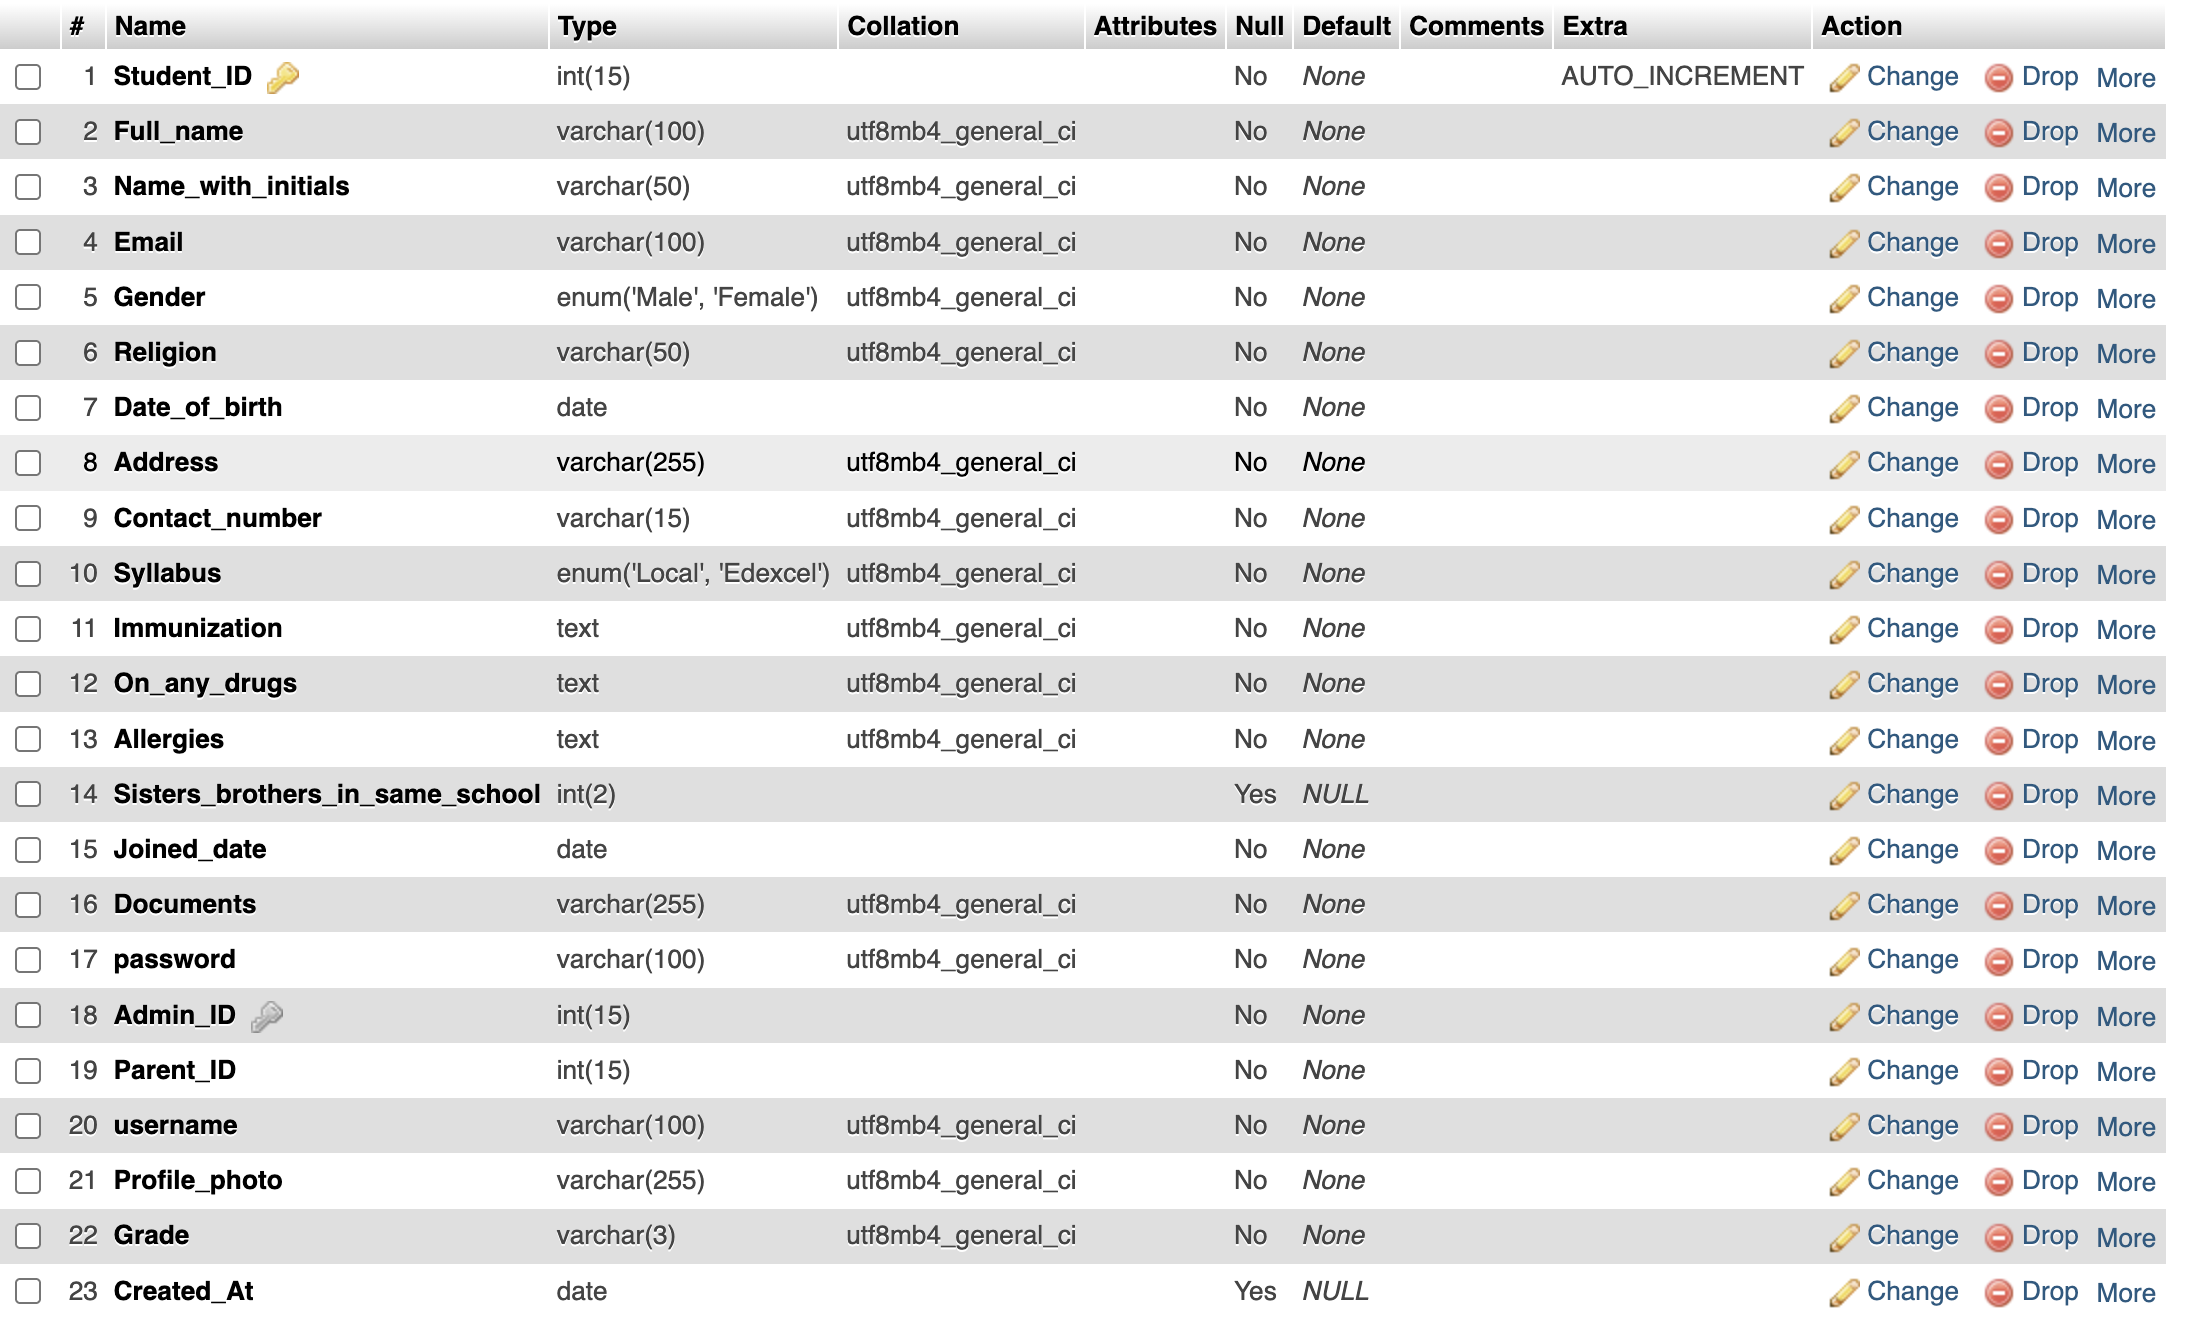 # Name Type Collation Attributes Null Default Comments Extra Action
1 Student_ID int(15) No None AUTO_INCREMENT Change Drop More
2 Full_name varchar(100) utf8mb4_general_ci No None Change Drop More
3 Name_with_initials varchar(50) utf8mb4_general_ci No None Change Drop More
4 Email varchar(100) utf8mb4_general_ci No None Change Drop More
5 Gender enum('Male', 'Female') utf8mb4_general_ci No None Change Drop More
6 Religion varchar(50) utf8mb4_general_ci No None Change Drop More
7 Date_of_birth date No None Change Drop More
8 Address varchar(255) utf8mb4_general_ci No None Change Drop More
9 Contact_number varchar(15) utf8mb4_general_ci No None Change Drop More
10 Syllabus enum('Local', 'Edexcel') utf8mb4_general_ci No None Change Drop More
11 Immunization text utf8mb4_general_ci No None Change Drop More
12 On_any_drugs text utf8mb4_general_ci No None Change Drop More
13 Allergies text utf8mb4_general_ci No None Change Drop More
14 Sisters_brothers_in_same_school int(2) Yes NULL Change Drop More
15 Joined_date date No None Change Drop More
16 Documents varchar(255) utf8mb4_general_ci No None Change Drop More
17 password varchar(100) utf8mb4_general_ci No None Change Drop More
18 Admin_ID int(15) No None Change Drop More
19 Parent_ID int(15) No None Change Drop More
20 username varchar(100) utf8mb4_general_ci No None Change Drop More
21 Profile_photo varchar(255) utf8mb4_general_ci No None Change Drop More
22 Grade varchar(3) utf8mb4_general_ci No None Change Drop More
23 Created_At date Yes NULL Change Drop More